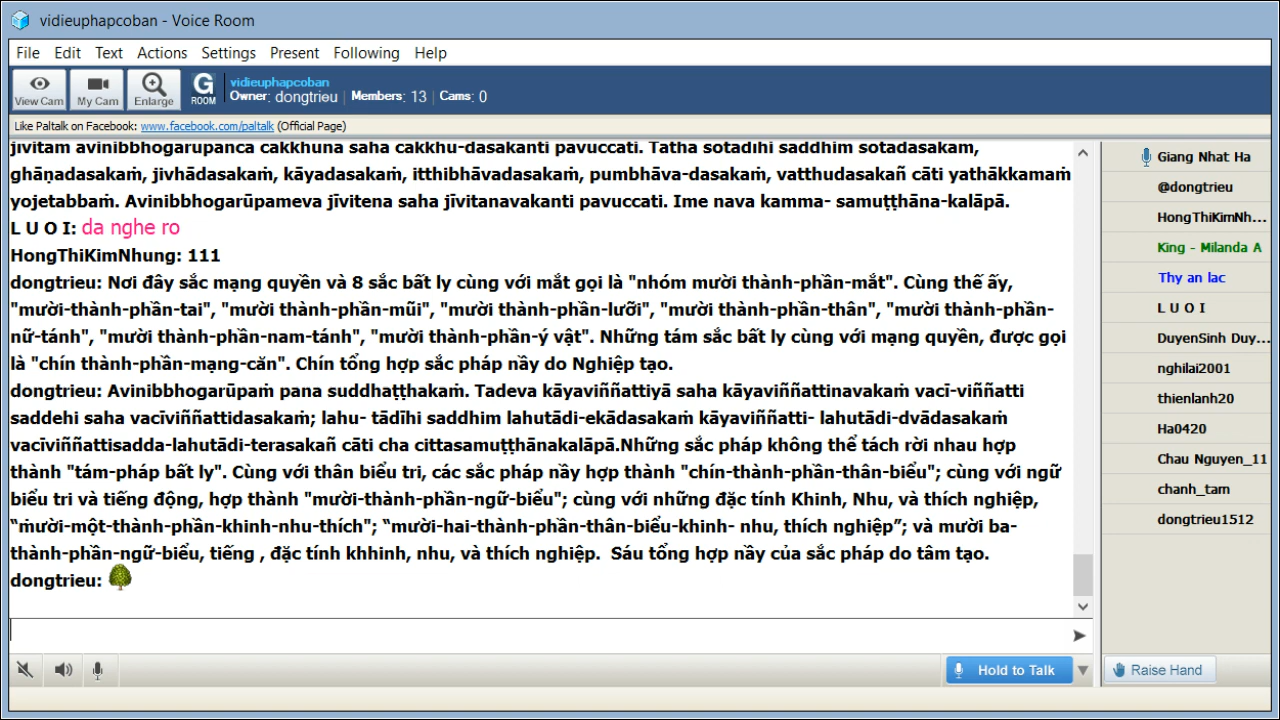 vidieuphapcoban - Voice Room
File Edit Text Actions Settings Present Following Help
View Cam My Cam Enlarge G ROOM
vidieuphapcoban
Owner: dongtrieu | Members: 13 | Cams: 0
Like Paltalk on Facebook: www.facebook.com/paltalk (Official Page)
jīvitam avinibbhogarupanca cakkhuna saha cakkhu-dasakanti pavuccati. Tatha sotadihi saddhim sotadasakam,
ghāṇadasakaṁ, jivhādasakaṁ, kāyadasakaṁ, itthibhāvadasakaṁ, pumbhāva-dasakaṁ, vatthudasakañ cāti yathākkamaṁ
yojetabbaṁ. Avinibbhogarūpameva jīvitena saha jīvitanavakanti pavuccati. Ime nava kamma- samuṭṭhāna-kalāpā.
L U O I: da nghe ro
HongThiKimNhung: 111
dongtrieu: Nơi đây sắc mạng quyền và 8 sắc bất ly cùng với mắt gọi là "nhóm mười thành-phần-mắt". Cùng thế ấy,
"mười-thành-phần-tai", "mười thành-phần-mũi", "mười thành-phần-lưỡi", "mười thành-phần-thân", "mười thành-phần-
nữ-tánh", "mười thành-phần-nam-tánh", "mười thành-phần-ý vật". Những tám sắc bất ly cùng với mạng quyền, được gọi
là "chín thành-phần-mạng-căn". Chín tổng hợp sắc pháp nầy do Nghiệp tạo.
dongtrieu: Avinibbhogarūpaṁ pana suddhaṭṭhakaṁ. Tadeva kāyaviññattiyā saha kāyaviññattinavakaṁ vacī-viññatti
saddehi saha vacīviññattidasakaṁ; lahu- tādīhi saddhim lahutādi-ekādasakaṁ kāyaviññatti- lahutādi-dvādasakaṁ
vacīviññattisadda-lahutādi-terasakañ cāti cha cittasamuṭṭhānakalāpā.Những sắc pháp không thể tách rời nhau hợp
thành "tám-pháp bất ly". Cùng với thân biểu tri, các sắc pháp nầy hợp thành "chín-thành-phần-thân-biểu"; cùng với ngữ
biểu tri và tiếng động, hợp thành "mười-thành-phần-ngữ-biểu"; cùng với những đặc tính Khinh, Nhu, và thích nghiệp,
“mười-một-thành-phần-khinh-nhu-thích"; “mười-hai-thành-phần-thân-biểu-khinh- nhu, thích nghiệp”; và mười ba-
thành-phần-ngữ-biểu, tiếng , đặc tính khhinh, nhu, và thích nghiệp. Sáu tổng hợp nầy của sắc pháp do tâm tạo.
dongtrieu:
Hold to Talk
Giang Nhat Ha
@dongtrieu
HongThiKimNh...
King - Milanda A
Thy an lac
L U O I
DuyenSinh Duy...
nghilai2001
thienlanh20
Ha0420
Chau Nguyen_11
chanh_tam
dongtrieu1512
Raise Hand